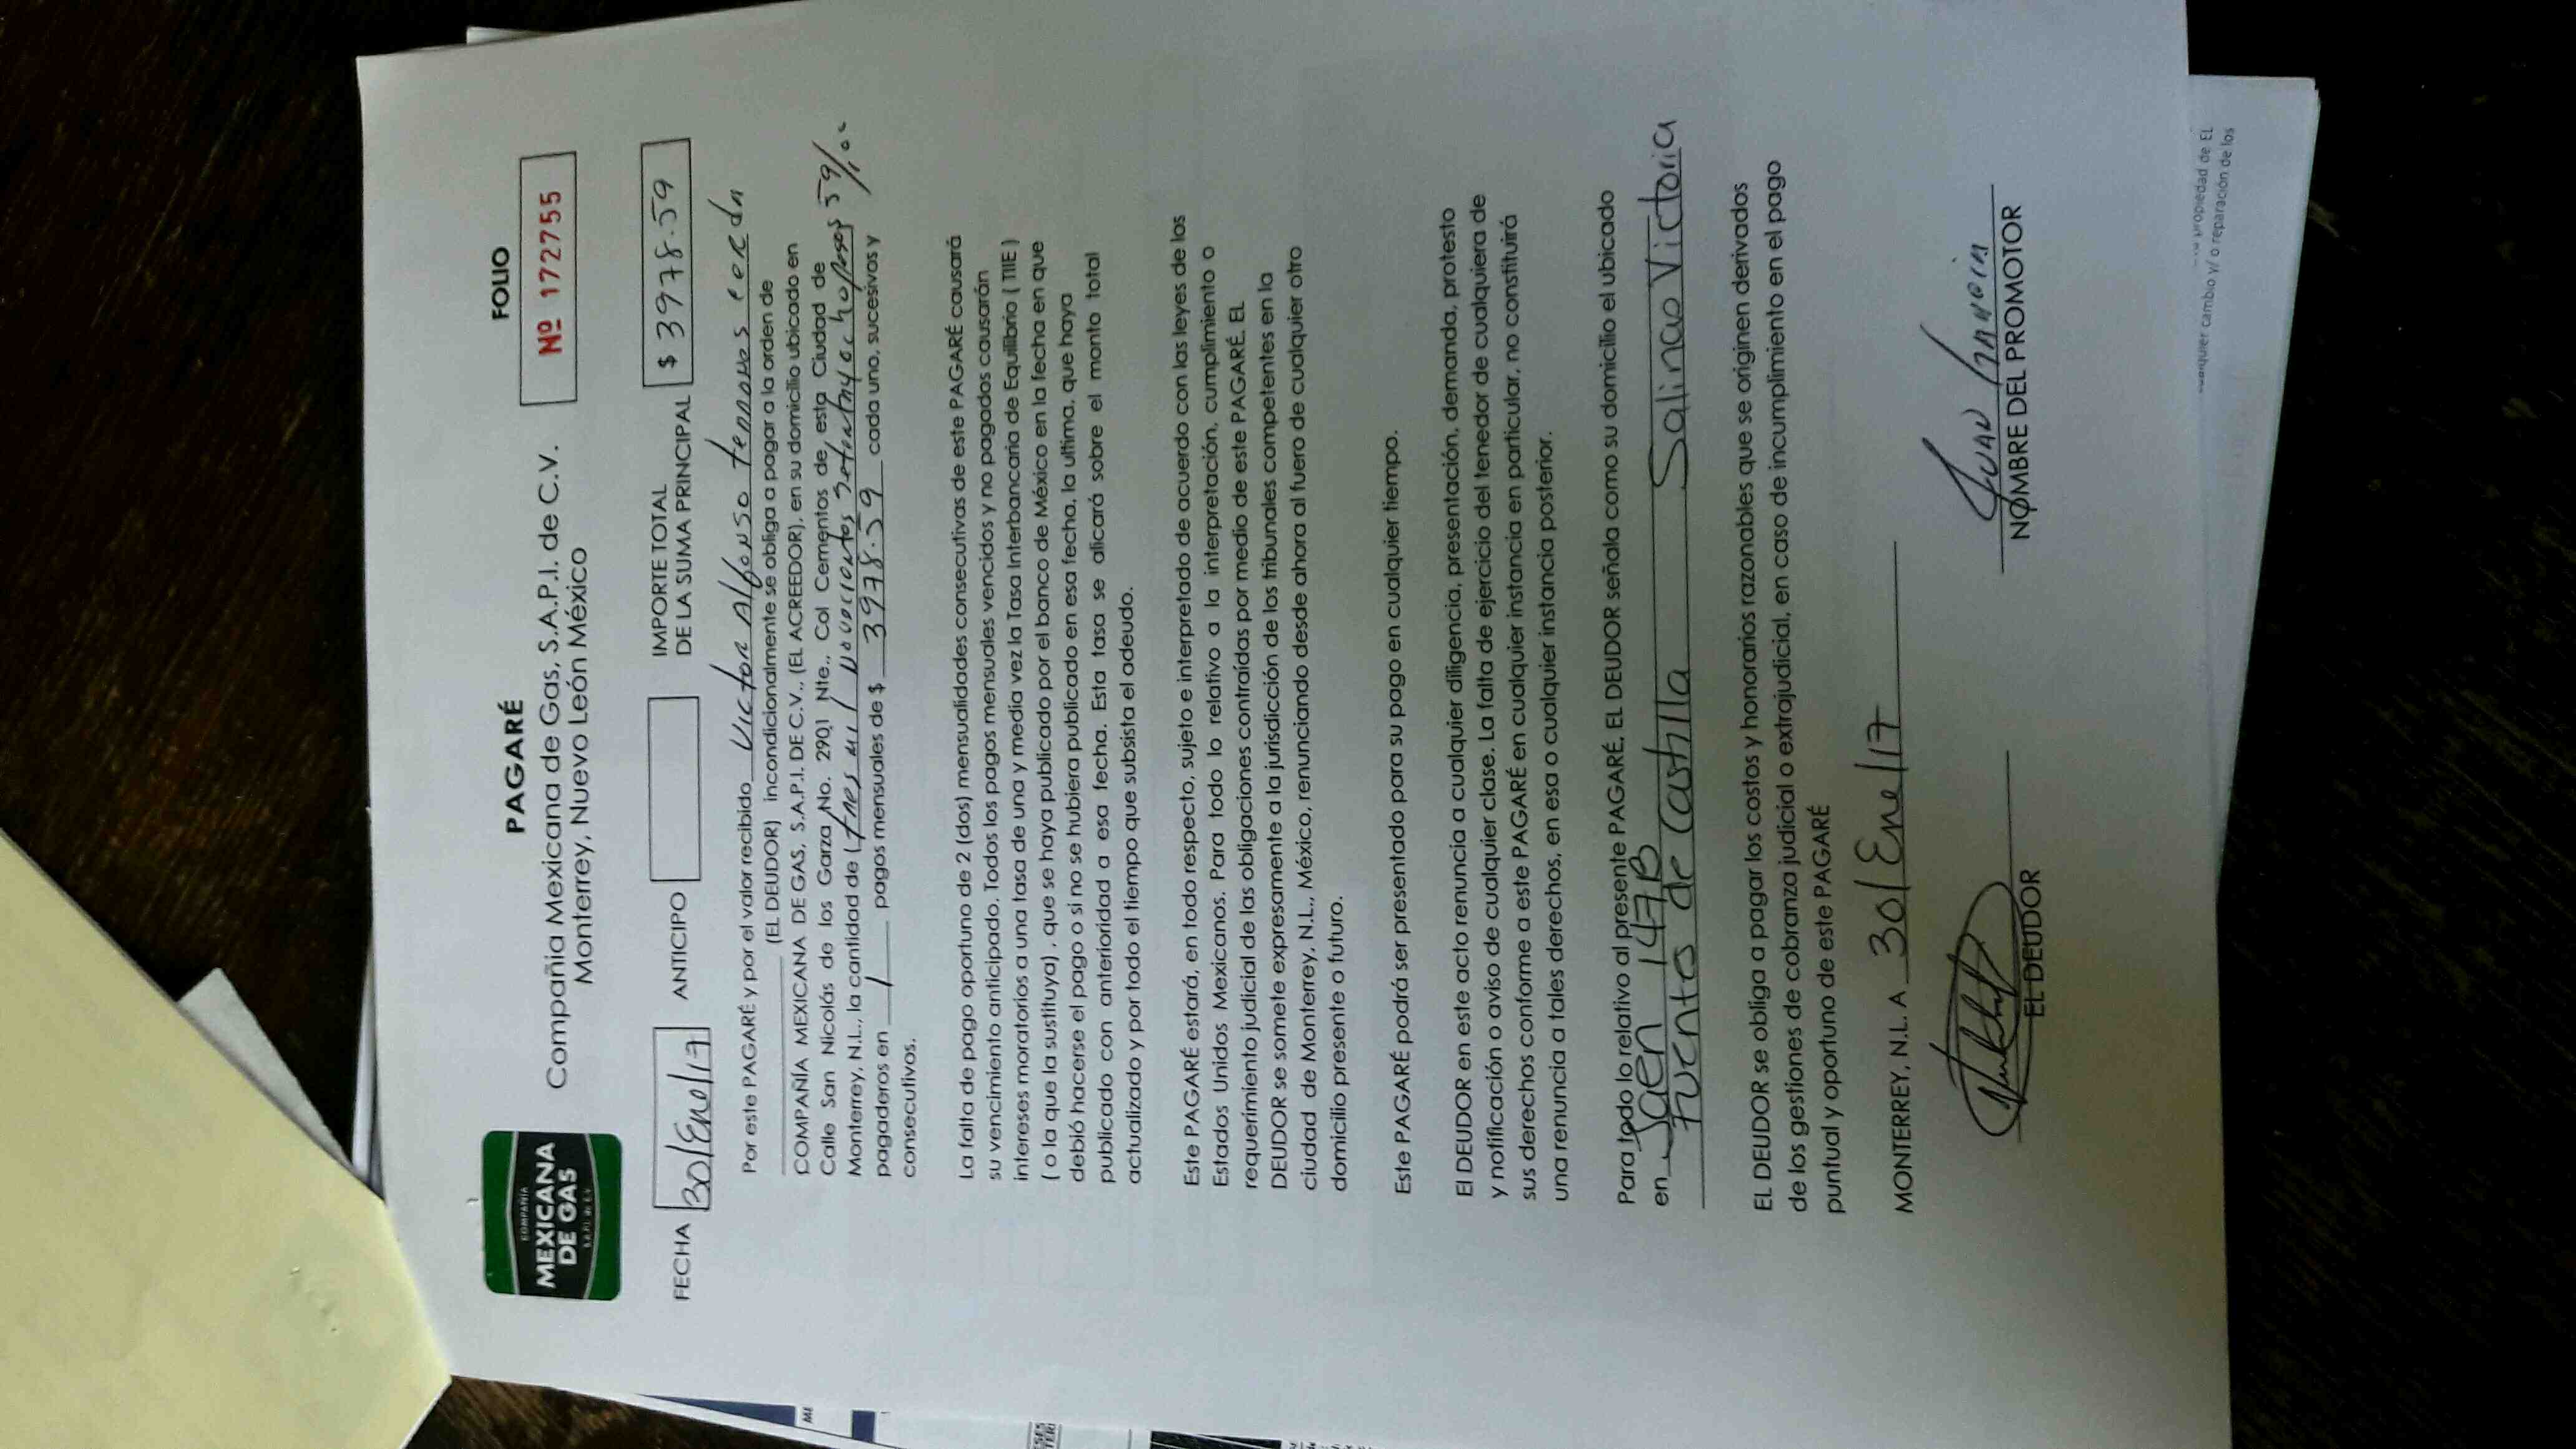 COMPAÑIA
MEXICANA
DE GAS
S.A.P.I. de C.V.
PAGARÉ
Compañia Mexicana de Gas, S.A.P.I. de C.V.
Monterrey, Nuevo León México
FOLIO
Nº 172755
FECHA 30/Ene/17 ANTICIPO IMPORTE TOTAL
DE LA SUMA PRINCIPAL $ 3978.59
Por este PAGARÉ y por el valor recibido Victor Alfonso
(EL DEUDOR) incondicionalmente se obliga a pagar a la orden de
COMPAÑÍA MEXICANA DE GAS, S.A.P.I. DE C.V., (EL ACREEDOR), en su domicilio ubicado en
Calle San Nicolás de los Garza No. 2901 Nte., Col Cementos de, esta Ciudad de
Monterrey, N.L., la cantidad de (tres mil novecientos setenta y ocho pesos 59/100
pagaderos en 1 pagos mensuales de $ 3978.59 cada uno, sucesivos y
consecutivos.
La falta de pago oportuno de 2 (dos) mensualidades consecutivas de este PAGARÉ causará
su vencimiento anticipado. Todos los pagos mensuales vencidos y no pagados causarán
intereses moratorios a una tasa de una y media vez la Tasa Interbancaria de Equilibrio ( TIIE )
( o la que la sustituya) , que se haya publicado por el banco de México en la fecha en que
debió hacerse el pago o si no se hubiera publicado en esa fecha, la ultima, que haya
publicado con anterioridad a esa fecha. Esta tasa se alicará sobre el monto total
actualizado y por todo el tiempo que subsista el adeudo.
Este PAGARÉ estará, en todo respecto, sujeto e interpretado de acuerdo con las leyes de los
Estados Unidos Mexicanos. Para todo lo relativo a la interpretación, cumplimiento o
requerimiento judicial de las obligaciones contraídas por medio de este PAGARÉ. EL
DEUDOR se somete expresamente a la jurisdicción de los tribunales competentes en la
ciudad de Monterrey, N.L., México, renunciando desde ahora al fuero de cualquier otro
domicilio presente o futuro.
Este PAGARÉ podrá ser presentado para su pago en cualquier tiempo.
El DEUDOR en este acto renuncia a cualquier diligencia, presentación, demanda, protesto
y notificación o aviso de cualquier clase. La falta de ejercicio del tenedor de cualquiera de
sus derechos conforme a este PAGARÉ en cualquier instancia en particular, no constituirá
una renuncia a tales derechos, en esa o cualquier instancia posterior.
Para todo lo relativo al presente PAGARÉ, EL DEUDOR señala como su domicilio el ubicado
en Jaen 147B
Fuentes de Castilla Salinas Victoria
EL DEUDOR se obliga a pagar los costos y honorarios razonables que se originen derivados
de los gestiones de cobranza judicial o extrajudicial, en caso de incumplimiento en el pago
puntual y oportuno de este PAGARÉ
MONTERREY, N.L. A 30/Ene/17
EL DEUDOR
Juan
NOMBRE DEL PROMOTOR
propiedad de EL
cualquier cambio y/o reparación de los